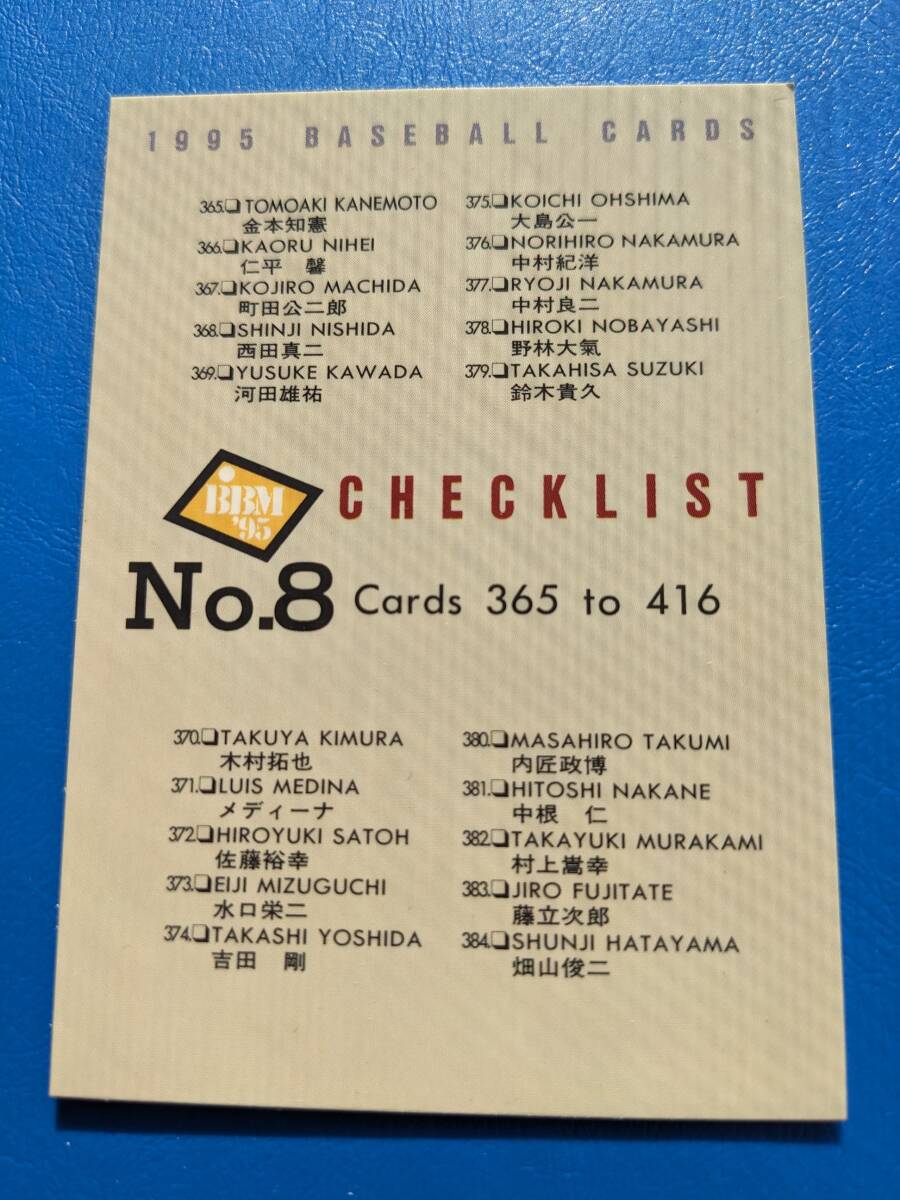 1995 BASEBALL CARDS
365.❏TOMOAKI KANEMOTO
金本知憲
366.❏KAORU NIHEI
仁平　馨
367.❏KOJIRO MACHIDA
町田公二郎
368.❏SHINJI NISHIDA
西田真二
369.❏YUSUKE KAWADA
河田雄祐
375.❏KOICHI OHSHIMA
大島公一
376.❏NORIHIRO NAKAMURA
中村紀洋
377.❏RYOJI NAKAMURA
中村良二
378.❏HIROKI NOBAYASHI
野林大氣
379.❏TAKAHISA SUZUKI
鈴木貴久
BBM
'95
CHECKLIST
No.8 Cards 365 to 416
370.❏TAKUYA KIMURA
木村拓也
371.❏LUIS MEDINA
メディーナ
372.❏HIROYUKI SATOH
佐藤裕幸
373.❏EIJI MIZUGUCHI
水口栄二
374.❏TAKASHI YOSHIDA
吉田　剛
380.❏MASAHIRO TAKUMI
内匠政博
381.❏HITOSHI NAKANE
中根　仁
382.❏TAKAYUKI MURAKAMI
村上嵩幸
383.❏JIRO FUJITATE
藤立次郎
384.❏SHUNJI HATAYAMA
畑山俊二